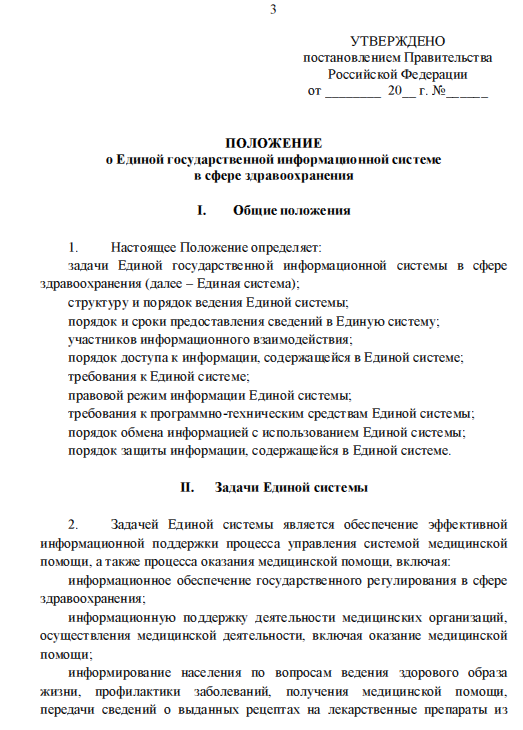 3
УТВЕРЖДЕНО
постановлением Правительства
Российской Федерации
от ________ 20__ г. №______
ПОЛОЖЕНИЕ
о Единой государственной информационной системе
в сфере здравоохранения
I. Общие положения
1. Настоящее Положение определяет:
задачи Единой государственной информационной системы в сфере
здравоохранения (далее – Единая система);
структуру и порядок ведения Единой системы;
порядок и сроки предоставления сведений в Единую систему;
участников информационного взаимодействия;
порядок доступа к информации, содержащейся в Единой системе;
требования к Единой системе;
правовой режим информации Единой системы;
требования к программно-техническим средствам Единой системы;
порядок обмена информацией с использованием Единой системы;
порядок защиты информации, содержащейся в Единой системе.
II. Задачи Единой системы
2. Задачей Единой системы является обеспечение эффективной
информационной поддержки процесса управления системой медицинской
помощи, а также процесса оказания медицинской помощи, включая:
информационное обеспечение государственного регулирования в сфере
здравоохранения;
информационную поддержку деятельности медицинских организаций,
осуществления медицинской деятельности, включая оказание медицинской
помощи;
информирование населения по вопросам ведения здорового образа
жизни, профилактики заболеваний, получения медицинской помощи,
передачи сведений о выданных рецептах на лекарственные препараты из